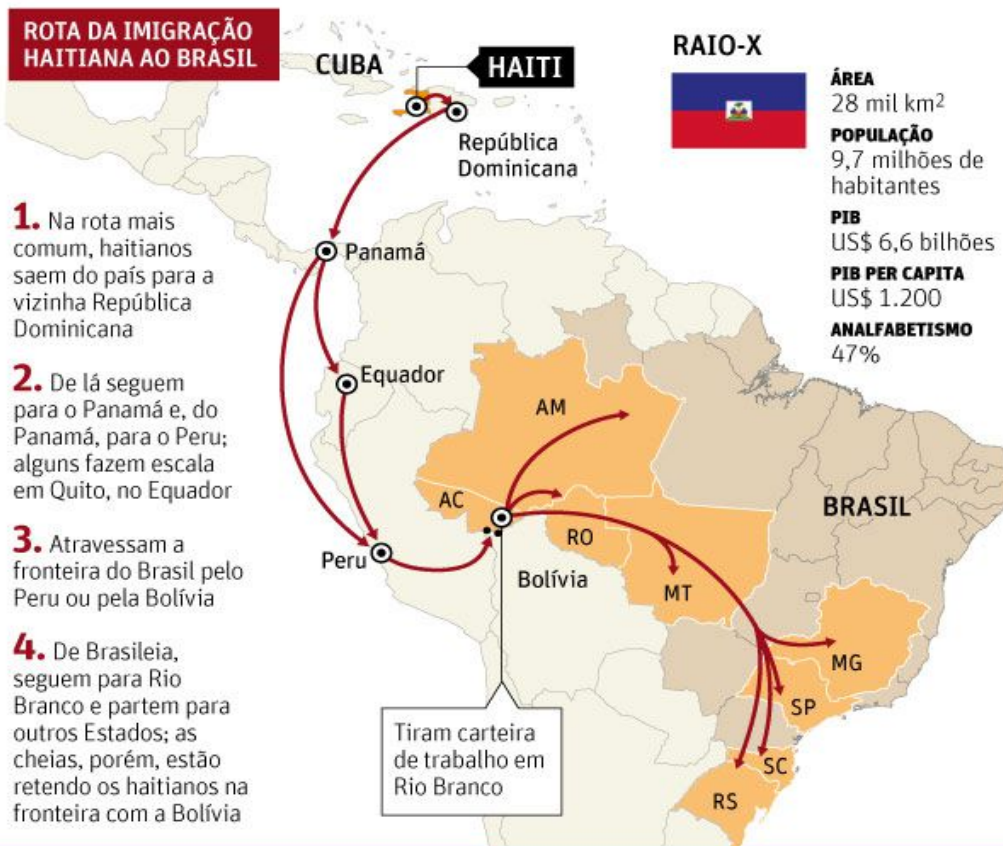 ROTA DA IMIGRAÇÃO
HAITIANA AO BRASIL
CUBA
HAITI
República
Dominicana
Panamá
Equador
Peru
Bolívia
AM
AC
RO
MT
BRASIL
MG
SP
SC
RS
1. Na rota mais
comum, haitianos
saem do país para a
vizinha República
Dominicana
2. De lá seguem
para o Panamá e, do
Panamá, para o Peru;
alguns fazem escala
em Quito, no Equador
3. Atravessam a
fronteira do Brasil pelo
Peru ou pela Bolívia
4. De Brasileia,
seguem para Rio
Branco e partem para
outros Estados; as
cheias, porém, estão
retendo os haitianos na
fronteira com a Bolívia
Tiram carteira
de trabalho em
Rio Branco
RAIO-X
ÁREA
28 mil km²
POPULAÇÃO
9,7 milhões de
habitantes
PIB
US$ 6,6 bilhões
PIB PER CAPITA
US$ 1.200
ANALFABETISMO
47%